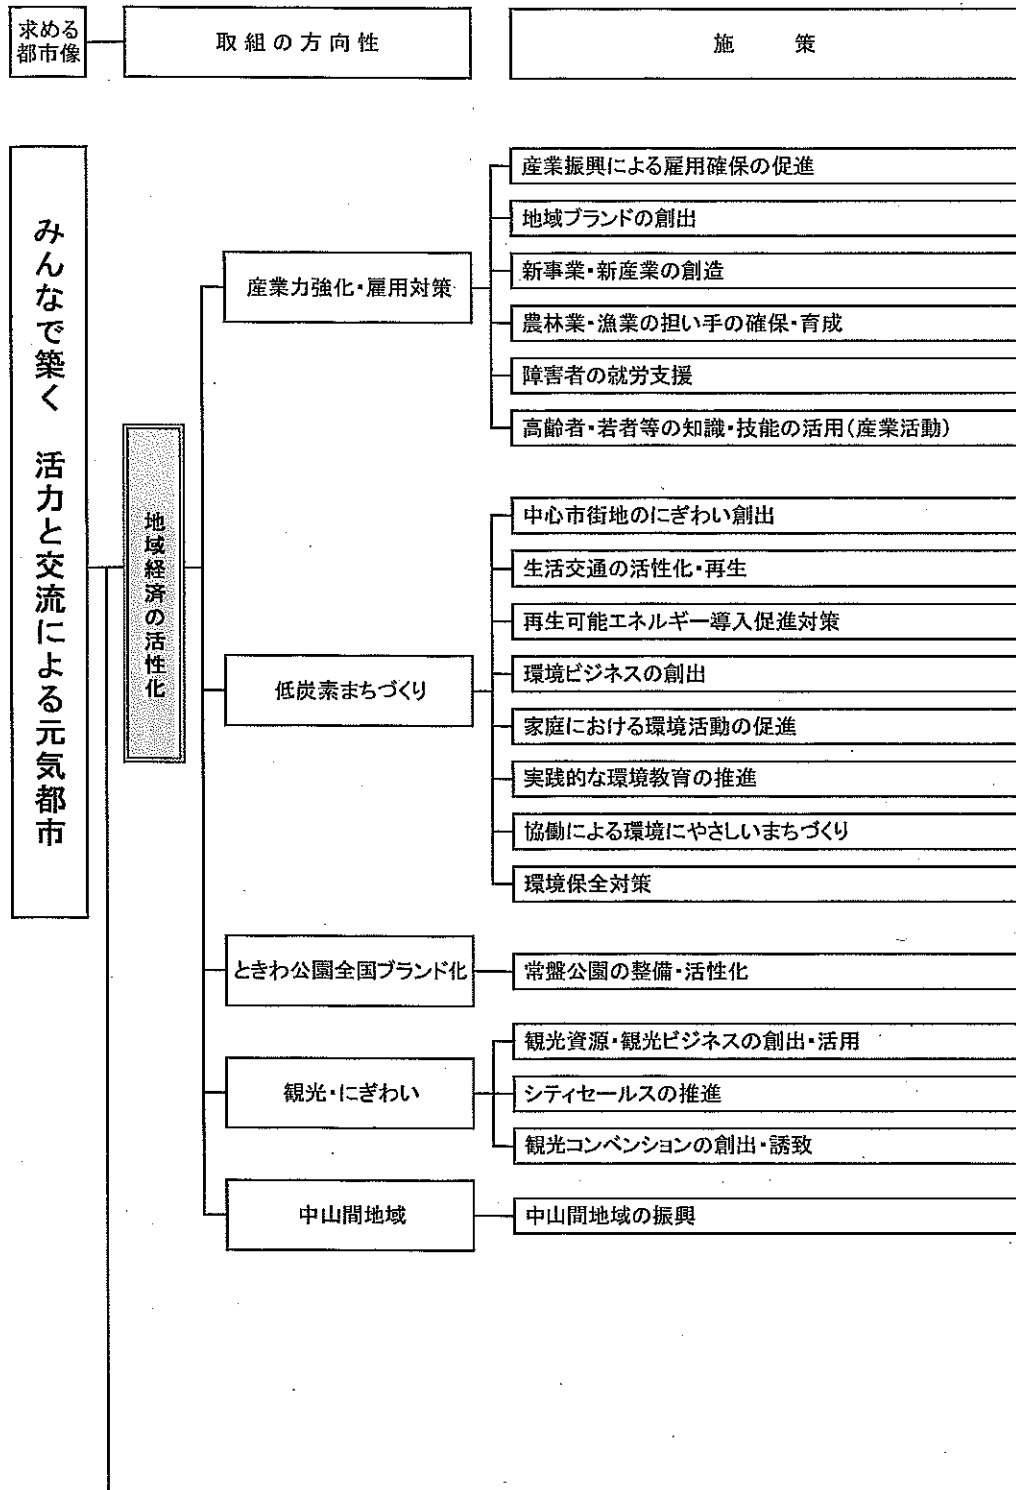 求める
都市像
取組の方向性
施策
みんなで築く 活力と交流による元気都市
地域経済の活性化
産業力強化・雇用対策
産業振興による雇用確保の促進
地域ブランドの創出
新事業・新産業の創造
農林業・漁業の担い手の確保・育成
障害者の就労支援
高齢者・若者等の知識・技能の活用(産業活動)
低炭素まちづくり
中心市街地のにぎわい創出
生活交通の活性化・再生
再生可能エネルギー導入促進対策
環境ビジネスの創出
家庭における環境活動の促進
実践的な環境教育の推進
協働による環境にやさしいまちづくり
環境保全対策
ときわ公園全国ブランド化
常盤公園の整備・活性化
観光・にぎわい
観光資源・観光ビジネスの創出・活用
シティセールスの推進
観光コンベンションの創出・誘致
中山間地域
中山間地域の振興